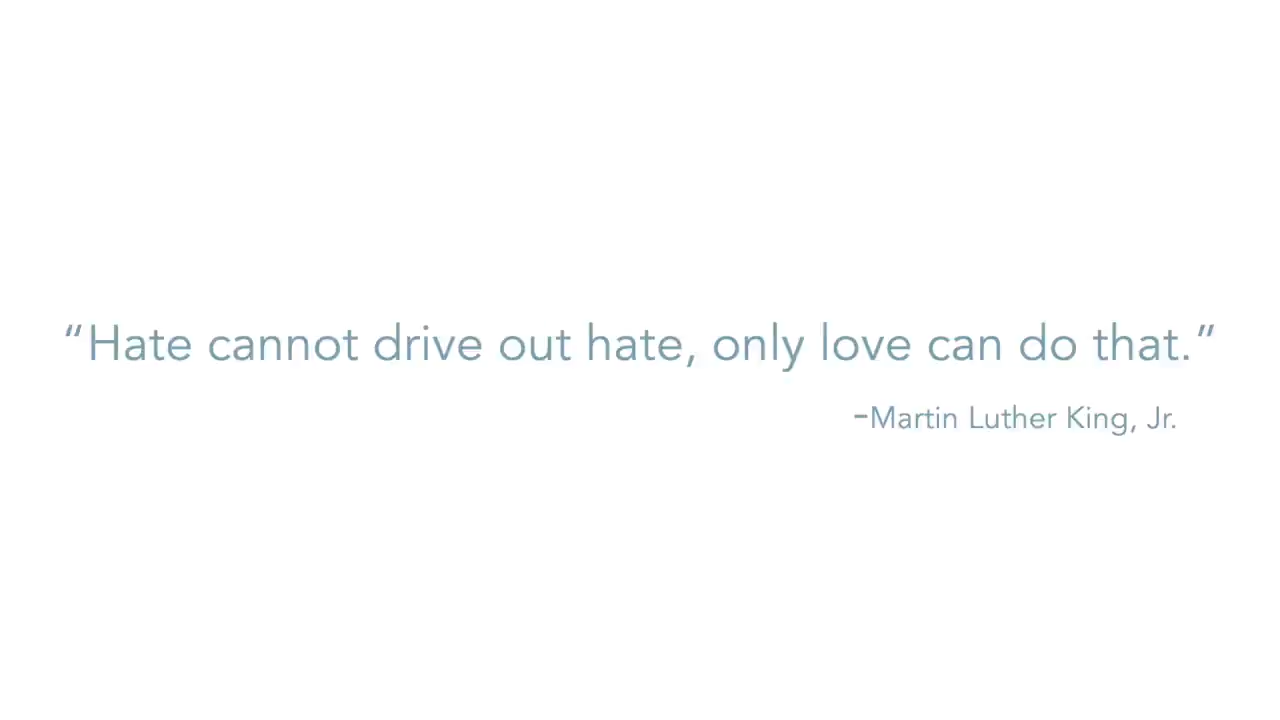 “Hate cannot drive out hate, only love can do that.”
–Martin Luther King, Jr.